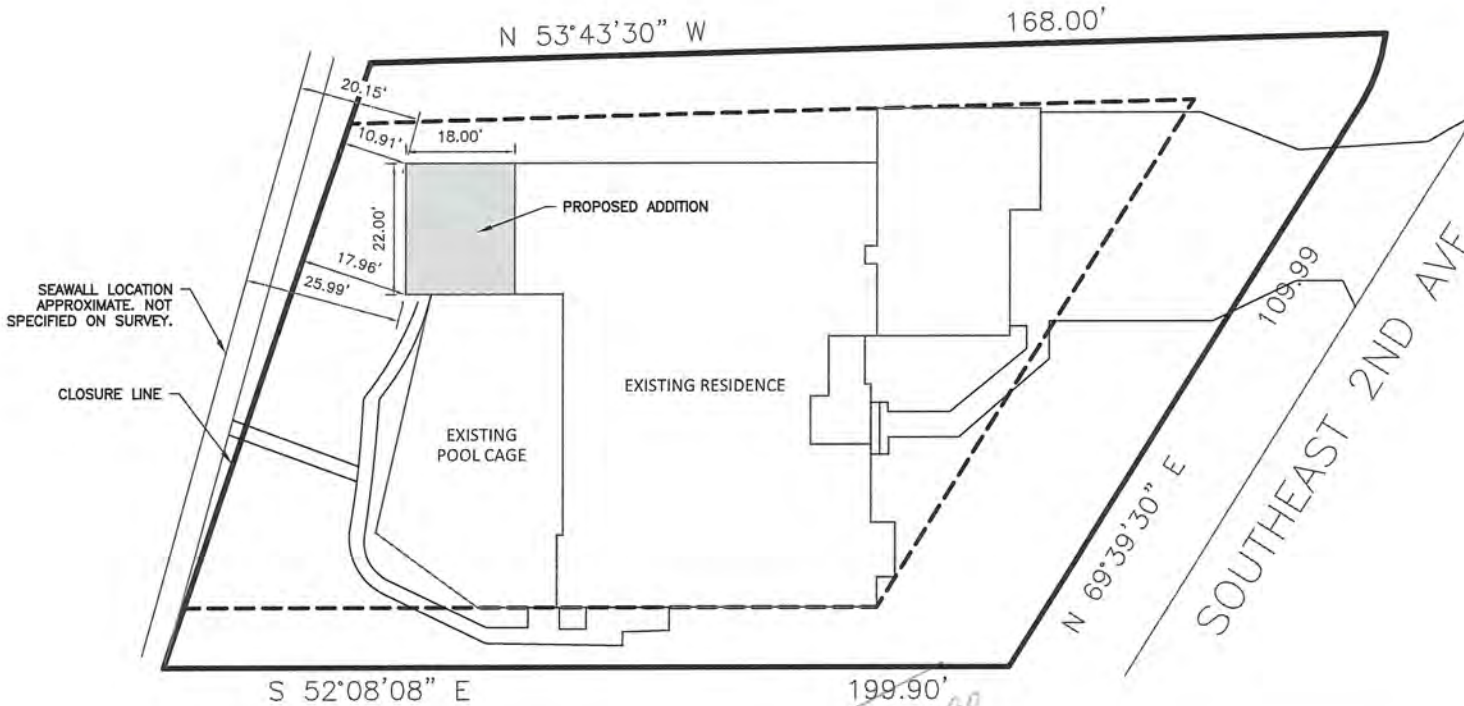 N 53°43'30" W
168.00'
20.15'
10.91'
18.00'
22.00'
PROPOSED ADDITION
17.96'
25.99'
SEAWALL LOCATION
APPROXIMATE. NOT
SPECIFIED ON SURVEY.
CLOSURE LINE
EXISTING RESIDENCE
EXISTING
POOL CAGE
109.99
N 69°39'30" E
SOUTHEAST 2ND AVE
S 52°08'08" E
199.90'